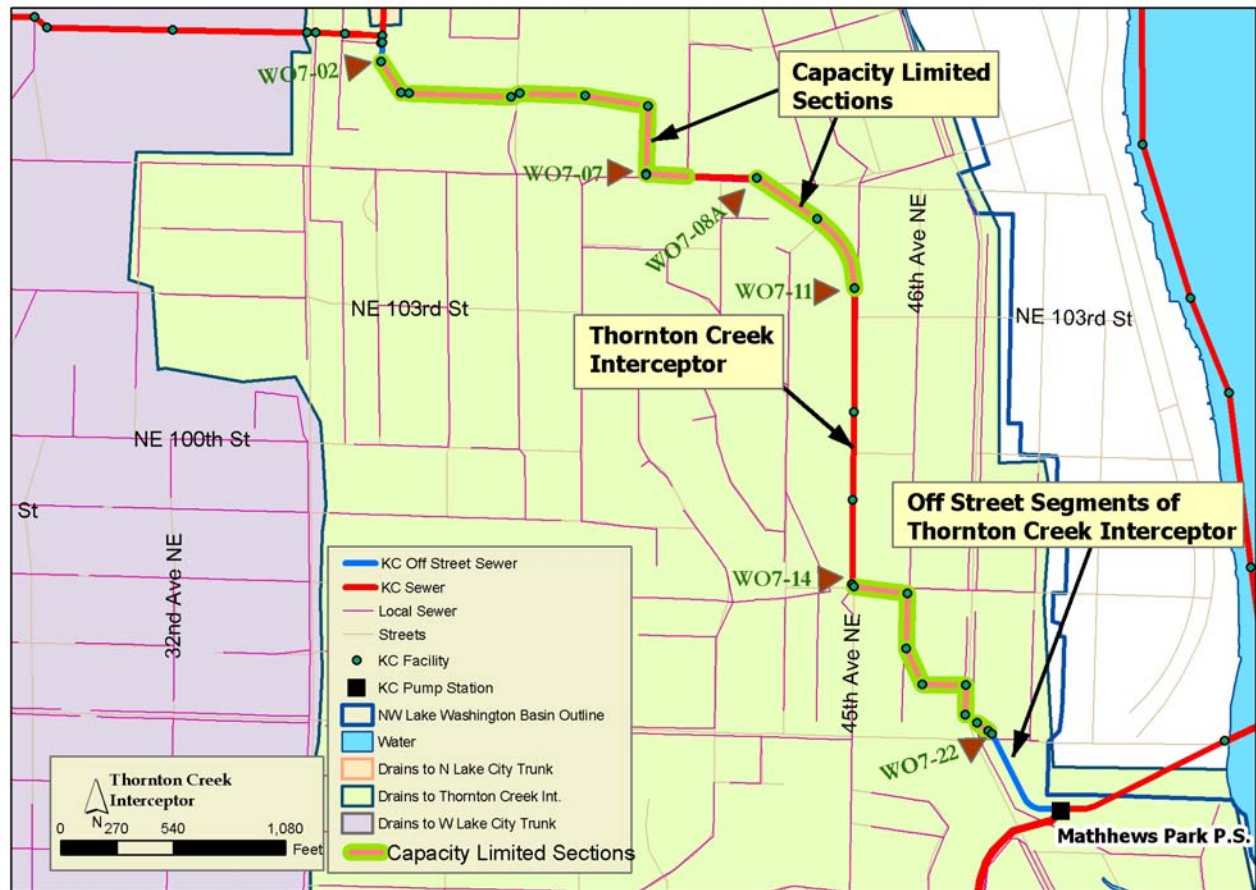 WO7-02
Capacity Limited
Sections
WO7-07
WO7-08A
WO7-11
46th Ave NE
NE 103rd St
NE 103rd St
Thornton Creek
Interceptor
NE 100th St
St
32nd Ave NE
Off Street Segments of
Thornton Creek Interceptor
WO7-14
45th Ave NE
WO7-22
Mathhews Park P.S.
KC Off Street Sewer
KC Sewer
Local Sewer
Streets
KC Facility
KC Pump Station
NW Lake Washington Basin Outline
Water
Drains to N Lake City Trunk
Drains to Thornton Creek Int.
Drains to W Lake City Trunk
Capacity Limited Sections
Thornton Creek
Interceptor
N
0 270 540 1,080
Feet